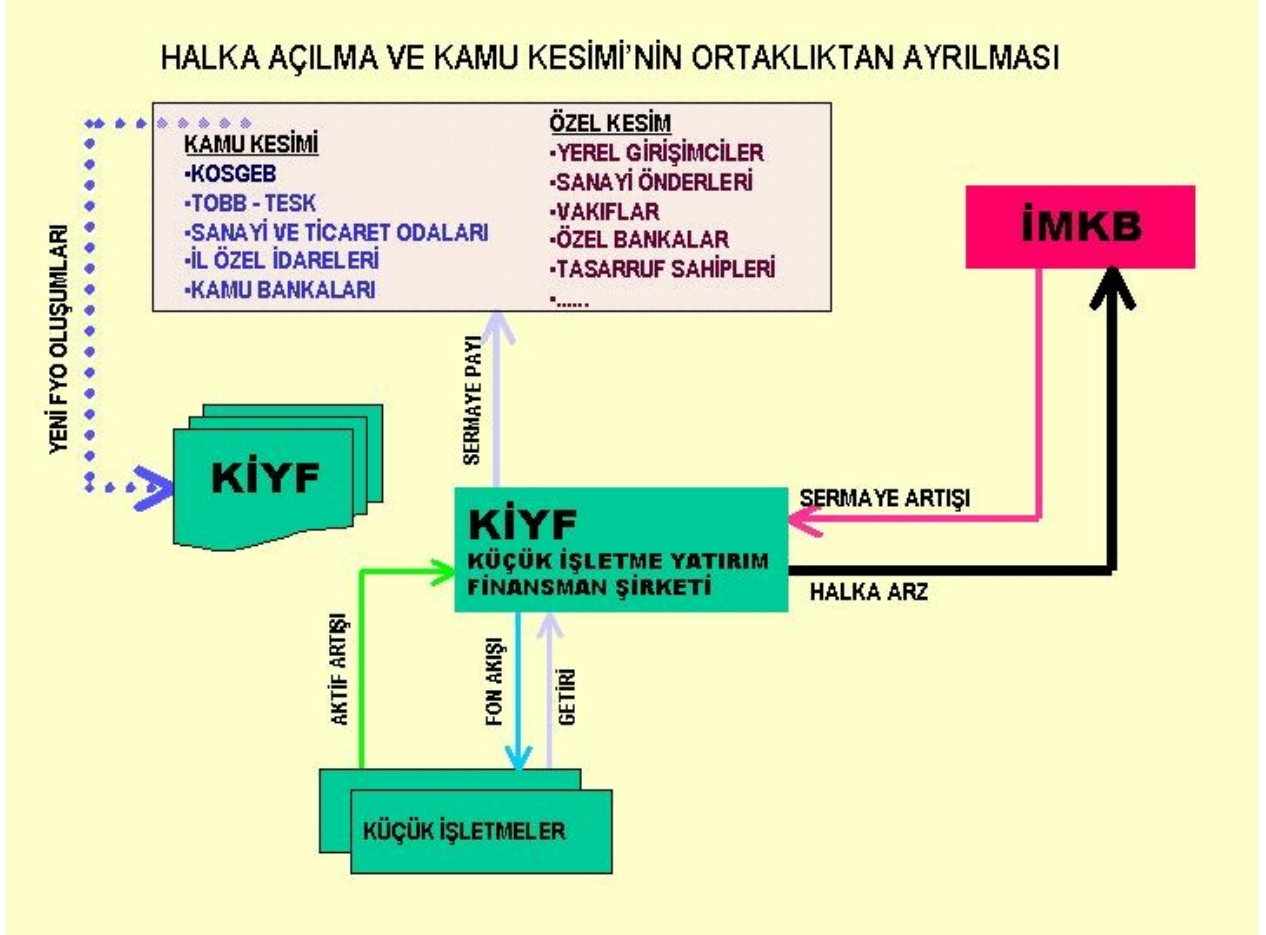 HALKA AÇILMA VE KAMU KESİMİ'NİN ORTAKLIKTAN AYRILMASI
KAMU KESİMİ
▪KOSGEB
▪TOBB - TESK
▪SANAYİ VE TİCARET ODALARI
▪İL ÖZEL İDARELERİ
▪KAMU BANKALARI
ÖZEL KESİM
▪YEREL GİRİŞİMCİLER
▪SANAYİ ÖNDERLERİ
▪VAKIFLAR
▪ÖZEL BANKALAR
▪TASARRUF SAHİPLERİ
▪......
İMKB
YENİ FYO OLUŞUMLARI
SERMAYE PAYI
KİYF
KİYF
KÜÇÜK İŞLETME YATIRIM
FİNANSMAN ŞİRKETİ
SERMAYE ARTIŞI
HALKA ARZ
AKTİF ARTIŞI
FON AKIŞI
GETİRİ
KÜÇÜK İŞLETMELER